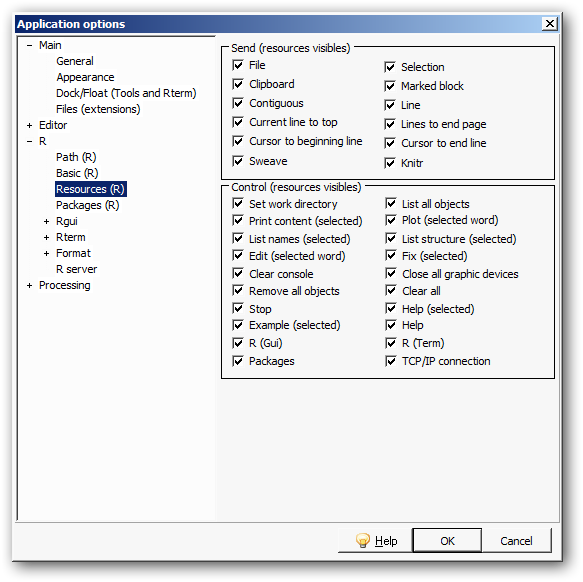 Application options
Main
General
Appearance
Dock/Float (Tools and Rterm)
Files (extensions)
Editor
R
Path (R)
Basic (R)
Resources (R)
Packages (R)
Rgui
Rterm
Format
R server
Processing
Send (resources visibles)
File
Selection
Clipboard
Marked block
Contiguous
Line
Current line to top
Lines to end page
Cursor to beginning line
Cursor to end line
Sweave
Knitr
Control (resources visibles)
Set work directory
List all objects
Print content (selected)
Plot (selected word)
List names (selected)
List structure (selected)
Edit (selected word)
Fix (selected)
Clear console
Close all graphic devices
Remove all objects
Clear all
Stop
Help (selected)
Example (selected)
Help
R (Gui)
R (Term)
Packages
TCP/IP connection
Help
OK
Cancel